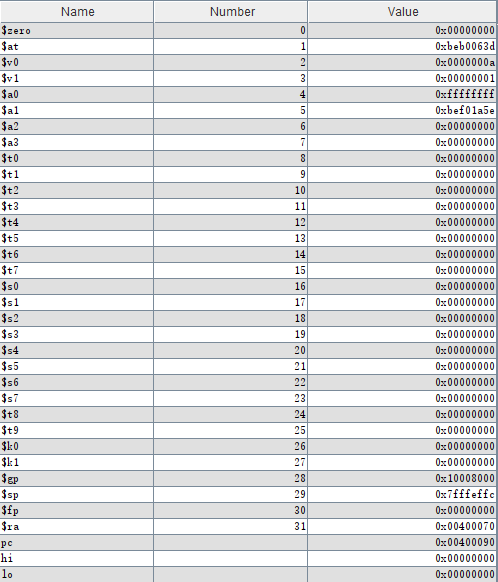 Name Number Value
$zero 0 0x00000000
$at 1 0xbeb0063d
$v0 2 0x0000000a
$v1 3 0x00000001
$a0 4 0xffffffff
$a1 5 0xbef01a5e
$a2 6 0x00000000
$a3 7 0x00000000
$t0 8 0x00000000
$t1 9 0x00000000
$t2 10 0x00000000
$t3 11 0x00000000
$t4 12 0x00000000
$t5 13 0x00000000
$t6 14 0x00000000
$t7 15 0x00000000
$s0 16 0x00000000
$s1 17 0x00000000
$s2 18 0x00000000
$s3 19 0x00000000
$s4 20 0x00000000
$s5 21 0x00000000
$s6 22 0x00000000
$s7 23 0x00000000
$t8 24 0x00000000
$t9 25 0x00000000
$k0 26 0x00000000
$k1 27 0x00000000
$gp 28 0x10008000
$sp 29 0x7fffeffc
$fp 30 0x00000000
$ra 31 0x00400070
pc 0x00400090
hi 0x00000000
lo 0x00000000